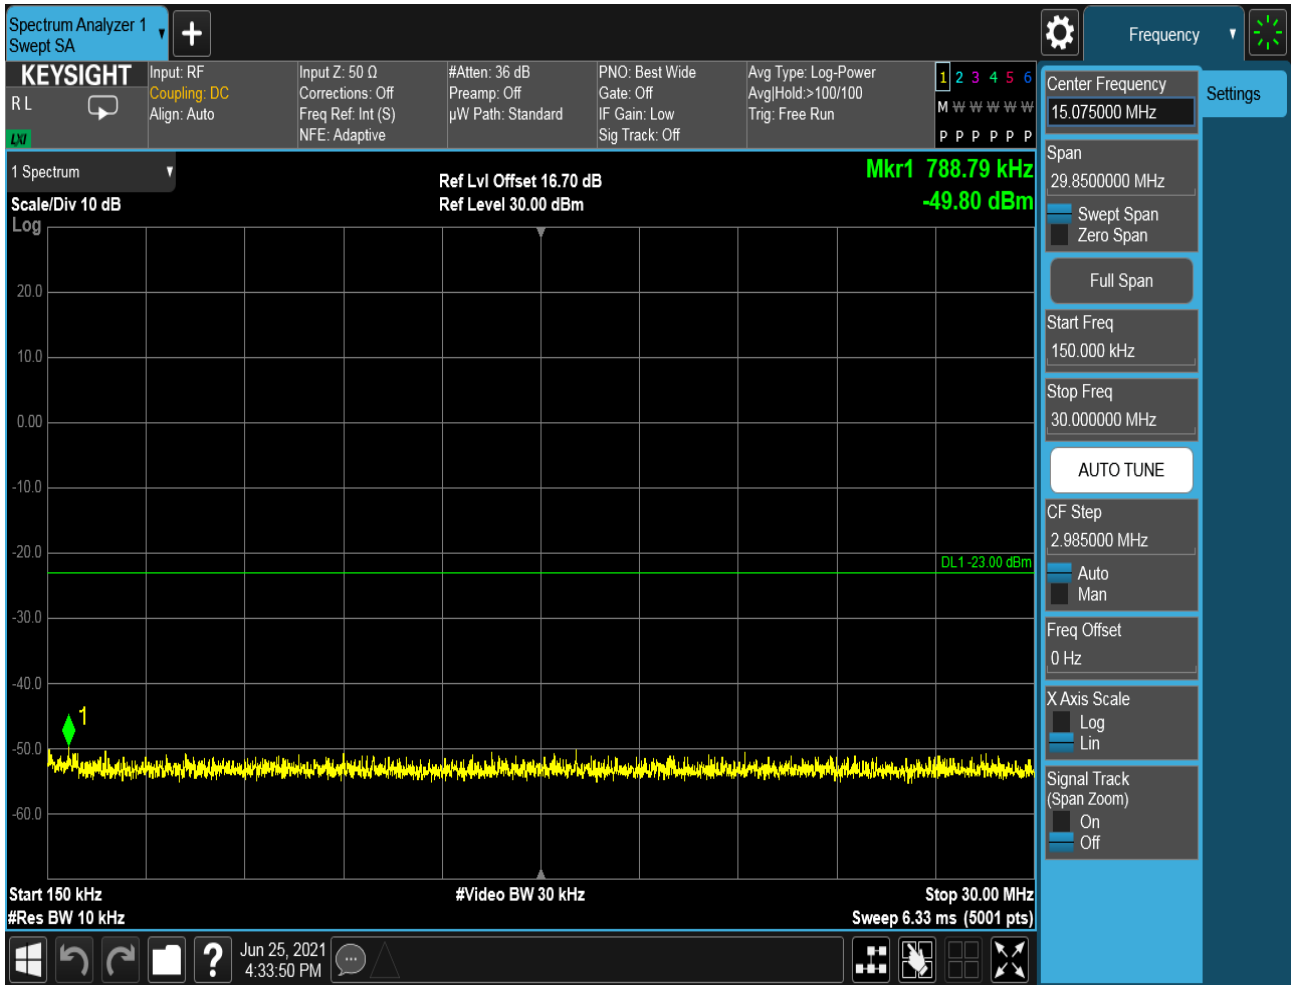 Spectrum Analyzer 1
Swept SA
Frequency
KEYSIGHT
R L
LXI
Input: RF
Coupling: DC
Align: Auto
Input Z: 50 Ω
Corrections: Off
Freq Ref: Int (S)
NFE: Adaptive
#Atten: 36 dB
Preamp: Off
µW Path: Standard
PNO: Best Wide
Gate: Off
IF Gain: Low
Sig Track: Off
Avg Type: Log-Power
Avg|Hold:>100/100
Trig: Free Run
1 2 3 4 5 6
M W W W W W
P P P P P P
1 Spectrum
Scale/Div 10 dB
Log
Ref Lvl Offset 16.70 dB
Ref Level 30.00 dBm
Mkr1 788.79 kHz
-49.80 dBm
20.0
10.0
0.00
-10.0
-20.0
DL1 -23.00 dBm
-30.0
-40.0
1
-50.0
-60.0
Start 150 kHz
#Video BW 30 kHz
Stop 30.00 MHz
#Res BW 10 kHz
Sweep 6.33 ms (5001 pts)
?
Jun 25, 2021
4:33:50 PM
Center Frequency
15.075000 MHz
Settings
Span
29.8500000 MHz
Swept Span
Zero Span
Full Span
Start Freq
150.000 kHz
Stop Freq
30.000000 MHz
AUTO TUNE
CF Step
2.985000 MHz
Auto
Man
Freq Offset
0 Hz
X Axis Scale
Log
Lin
Signal Track
(Span Zoom)
On
Off